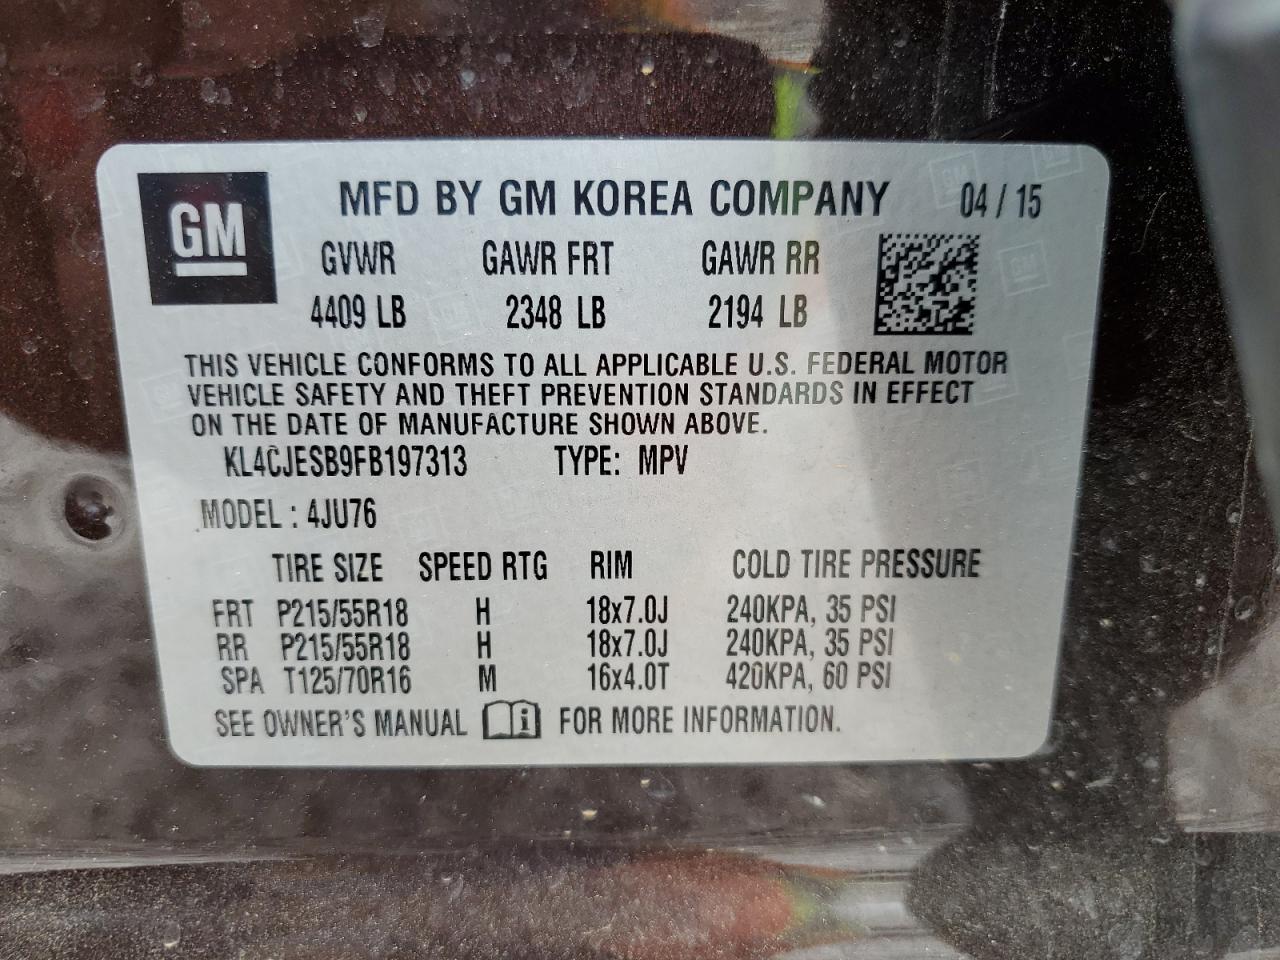 GM
MFD BY GM KOREA COMPANY 04 / 15
GVWR GAWR FRT GAWR RR
4409 LB 2348 LB 2194 LB
THIS VEHICLE CONFORMS TO ALL APPLICABLE U.S. FEDERAL MOTOR
VEHICLE SAFETY AND THEFT PREVENTION STANDARDS IN EFFECT
ON THE DATE OF MANUFACTURE SHOWN ABOVE.
KL4CJESB9FB197313 TYPE: MPV
MODEL : 4JU76
TIRE SIZE SPEED RTG RIM COLD TIRE PRESSURE
FRT P215/55R18 H 18x7.0J 240KPA, 35 PSI
RR P215/55R18 H 18x7.0J 240KPA, 35 PSI
SPA T125/70R16 M 16x4.0T 420KPA, 60 PSI
SEE OWNER'S MANUAL i FOR MORE INFORMATION.